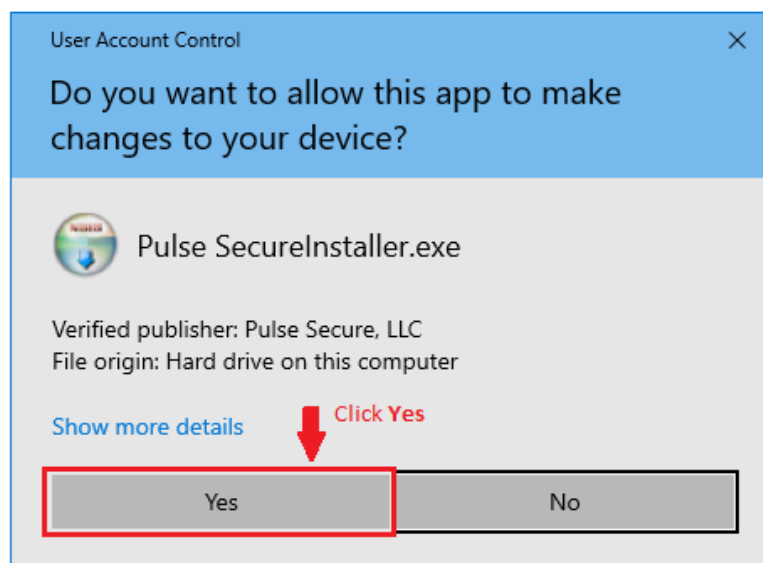 User Account Control
Do you want to allow this app to make
changes to your device?
Pulse SecureInstaller.exe
Verified publisher: Pulse Secure, LLC
File origin: Hard drive on this computer
Show more details
Click Yes
Yes
No